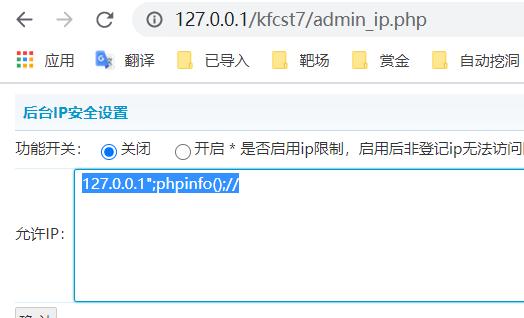 127.0.0.1/kfcst7/admin_ip.php
应用 翻译 已导入 靶场 赏金 自动挖洞
后台IP安全设置
功能开关： 关闭 开启 * 是否启用ip限制，启用后非登记ip无法访问
127.0.0.1";phpinfo();//
允许IP：